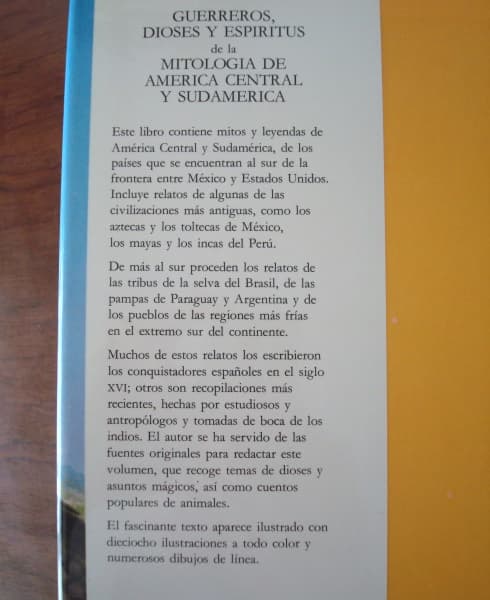 GUERREROS,
DIOSES Y ESPIRITUS
de la
MITOLOGIA DE
AMERICA CENTRAL
Y SUDAMERICA
Este libro contiene mitos y leyendas de
América Central y Sudamérica, de los
países que se encuentran al sur de la
frontera entre México y Estados Unidos.
Incluye relatos de algunas de las
civilizaciones más antiguas, como los
aztecas y los toltecas de México,
los mayas y los incas del Perú.
De más al sur proceden los relatos de
las tribus de la selva del Brasil, de las
pampas de Paraguay y Argentina y de
los pueblos de las regiones más frías
en el extremo sur del continente.
Muchos de estos relatos los escribieron
los conquistadores españoles en el siglo
XVI; otros son recopilaciones más
recientes, hechas por estudiosos y
antropólogos y tomadas de boca de los
indios. El autor se ha servido de las
fuentes originales para redactar este
volumen, que recoge temas de dioses y
asuntos mágicos, así como cuentos
populares de animales.
El fascinante texto aparece ilustrado con
dieciocho ilustraciones a todo color y
numerosos dibujos de línea.